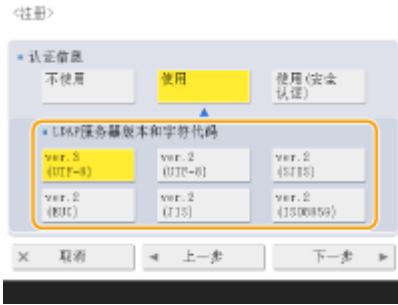 <注册>
认证信息
不使用
使用
使用(安全
认证)
LDAP服务器版本和字符代码
ver.3
(UTF-8)
ver.2
(UTF-8)
ver.2
(SJIS)
ver.2
(EUC)
ver.2
(JIS)
ver.2
(ISO8859)
× 取消
◀ 上一步
下一步 ▶